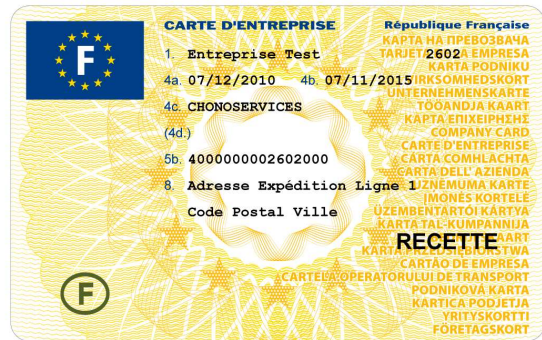 CARTE D'ENTREPRISE République Française
F
КАРТА НА ПРЕВОЗВАЧА
1. Entreprise Test 2602
TARJETA EMPRESA
KARTA PODNIKU
4a. 07/12/2010 4b. 07/11/2015
VIRKSOMHEDSKORT
UNTERNEHMENSKARTE
4c. CHONOSERVICES
TÖÖANDJA KAART
ΚΑΡΤΑ ΕΠΙΧΕΙΡΗΣΗΣ
(4d.)
COMPANY CARD
CARTE D'ENTREPRISE
5b. 4000000002602000
CÁRTA COMHLACHTA
CARTA DELL' AZIENDA
8. Adresse Expédition Ligne 1
UZŅĒMUMA KARTE
ĮMONĖS KORTELĖ
Code Postal Ville
ÜZEMBENTARTÓI KÁRTYA
KARTA TAL-KUMPANNIJA
RECETTE
KARTA PRZEDSIĘBIORSTWA
CARTÃO DE EMPRESA
CARTELA OPERATORULUI DE TRANSPORT
F
PODNIKOVÁ KARTA
KARTICA PODJETJA
YRITYSKORTTI
FÖRETAGSKORT